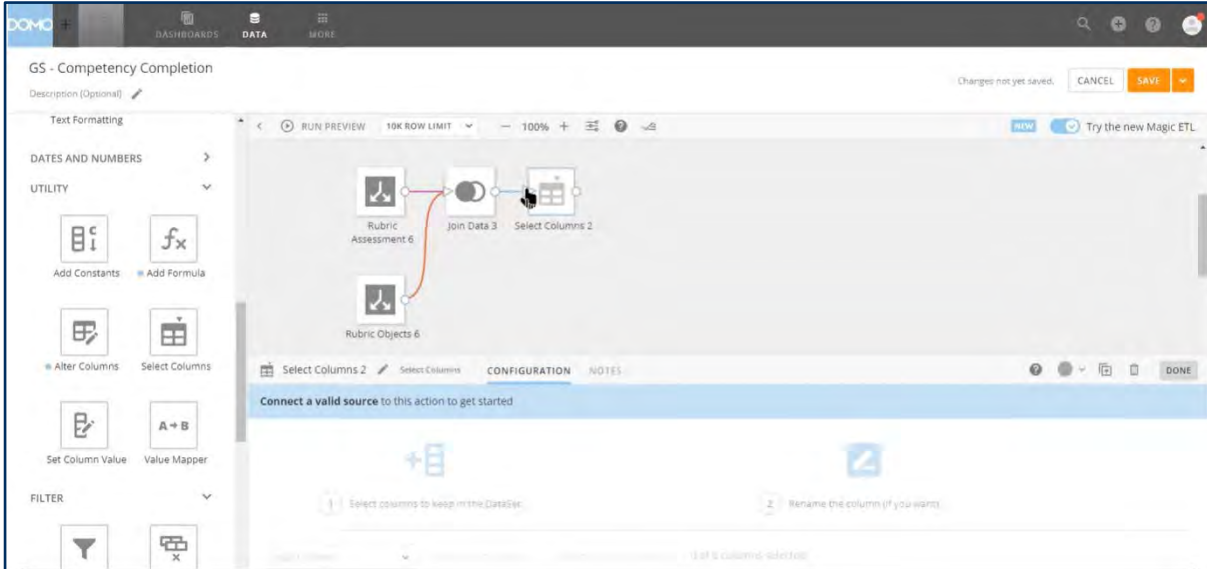 DOMO
DASHBOARDS
DATA
MORE
GS - Competency Completion
Description (Optional)
Changes not yet saved.
CANCEL
SAVE
Text Formatting
DATES AND NUMBERS
UTILITY
Add Constants
Add Formula
Alter Columns
Select Columns
Set Column Value
A→B
Value Mapper
FILTER
RUN PREVIEW
10K ROW LIMIT
100%
NEW
Try the new Magic ETL
Rubric
Assessment 6
Join Data 3
Select Columns 2
Rubric Objects 6
Select Columns 2
Select Columns
CONFIGURATION
NOTES
DONE
Connect a valid source to this action to get started
1 Select columns to keep in the DataSet
2 Rename the column (if you want)
columns selected